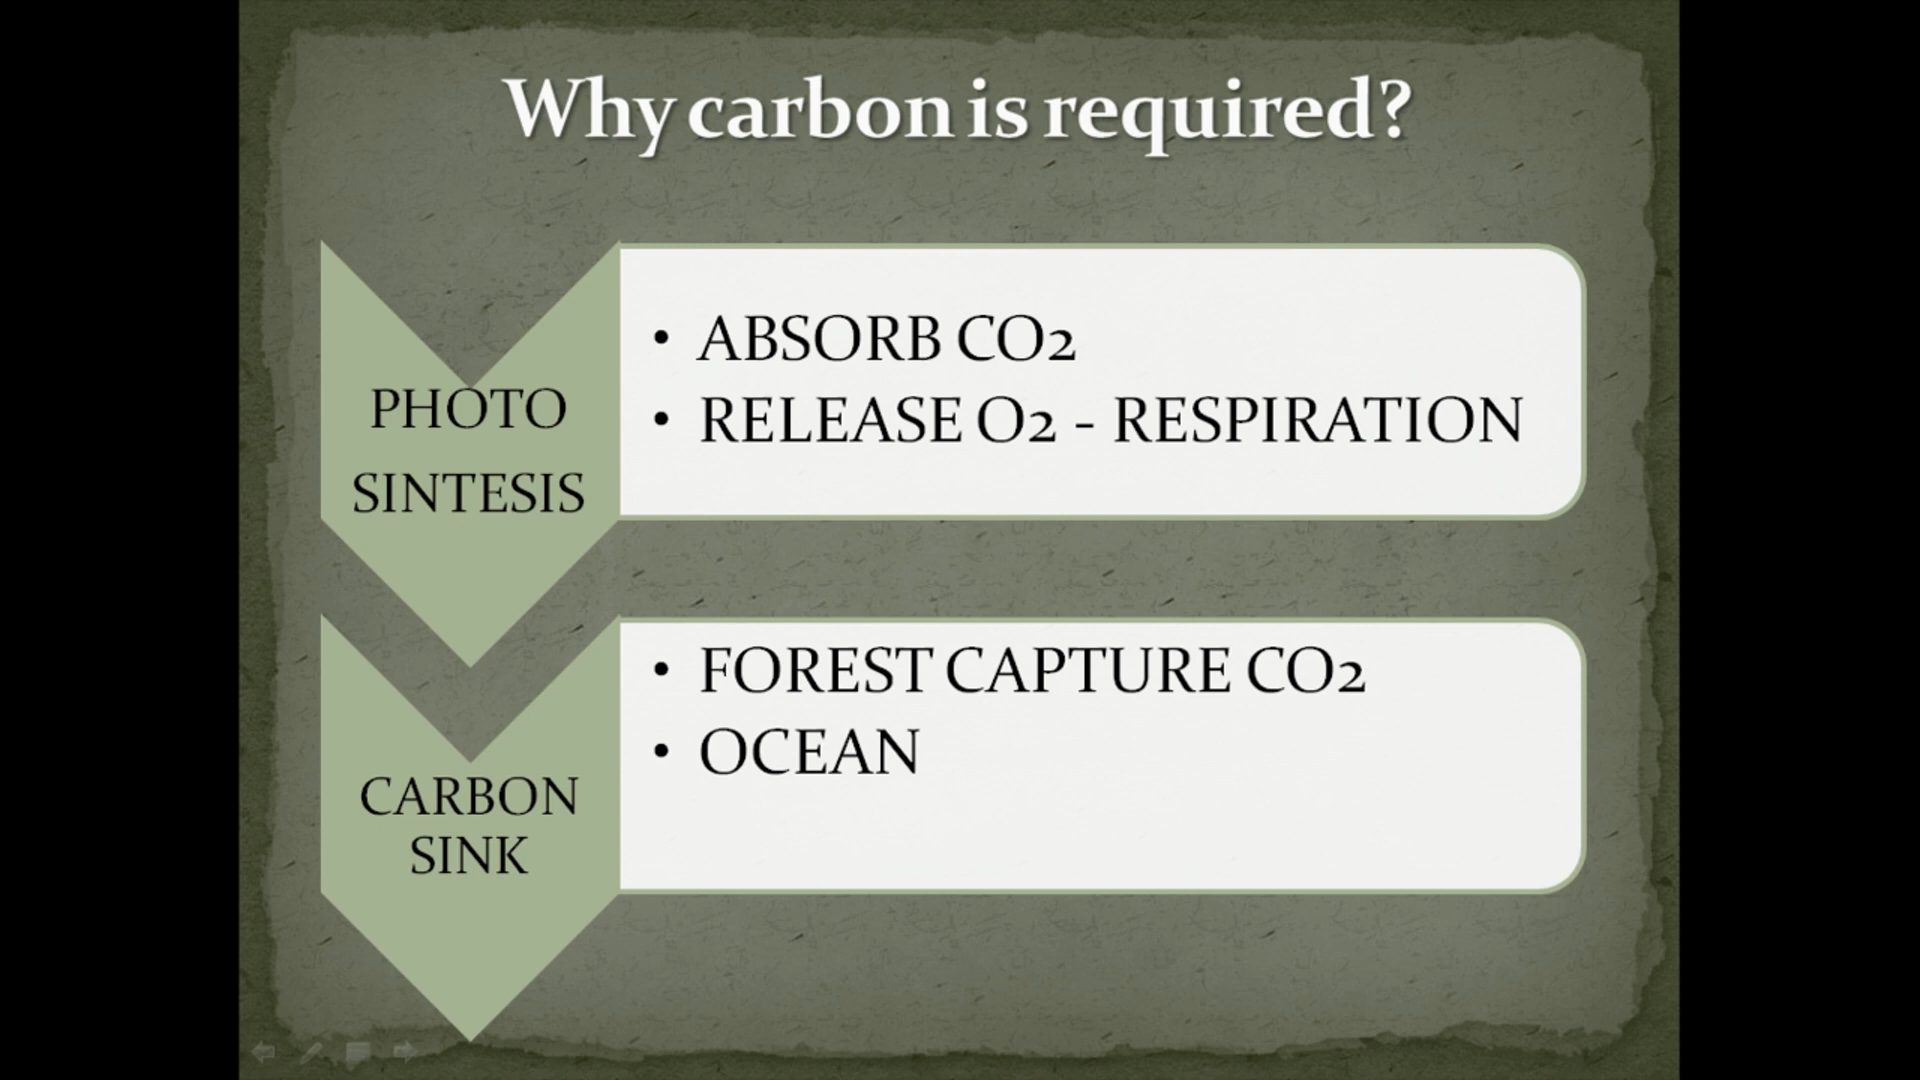 Why carbon is required?
PHOTO
SINTESIS
• ABSORB CO2
• RELEASE O2 - RESPIRATION
CARBON
SINK
• FOREST CAPTURE CO2
• OCEAN